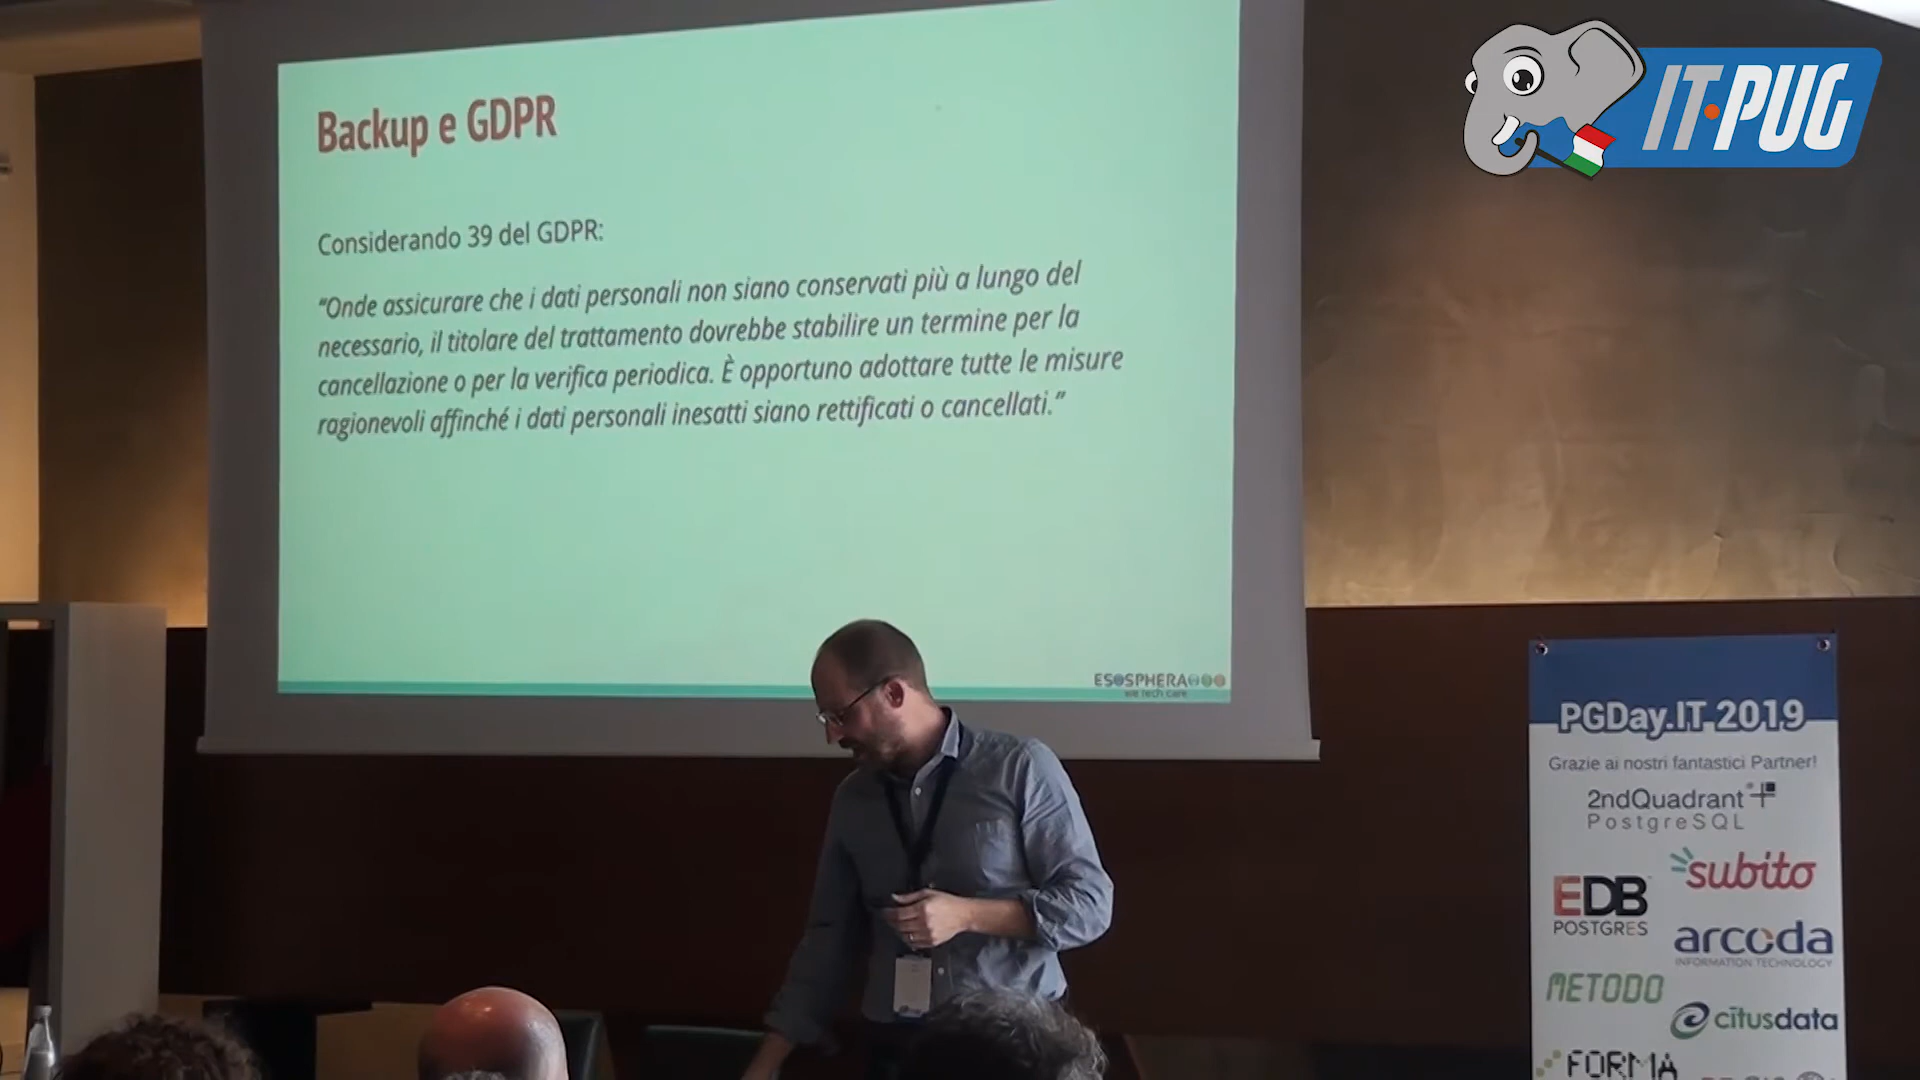 IT·PUG
Backup e GDPR
Considerando 39 del GDPR:
“Onde assicurare che i dati personali non siano conservati più a lungo del
necessario, il titolare del trattamento dovrebbe stabilire un termine per la
cancellazione o per la verifica periodica. È opportuno adottare tutte le misure
ragionevoli affinché i dati personali inesatti siano rettificati o cancellati.”
ESOSPHERA
we tech care
PGDay.IT 2019
Grazie ai nostri fantastici Partner!
2ndQuadrant
PostgreSQL
subito
EDB
POSTGRES
arcoda
INFORMATION TECHNOLOGY
METODO
citusdata
FORMA